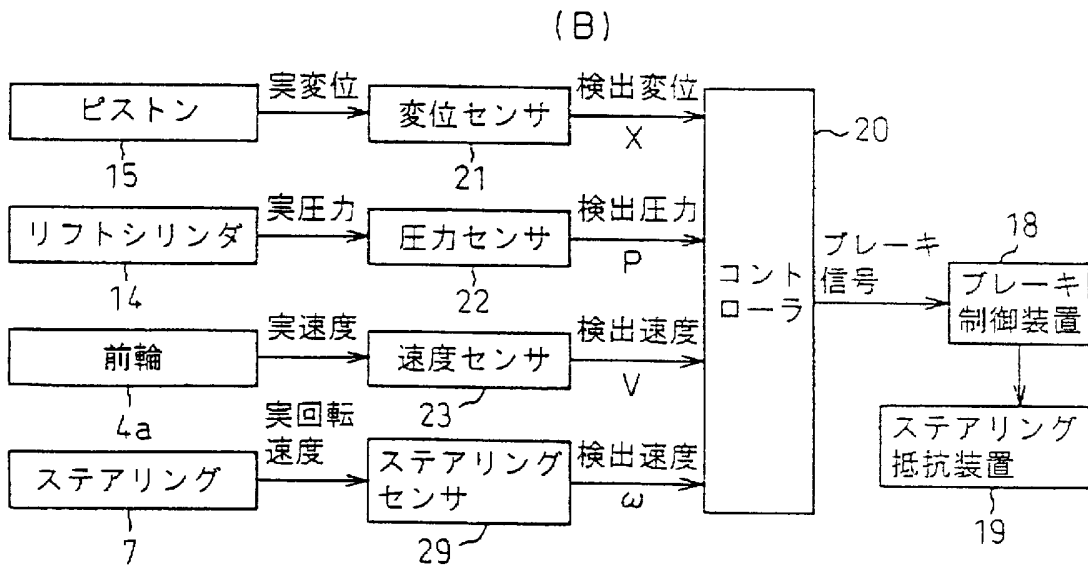 (B)
ピストン
15
実変位
変位センサ
21
検出変位
X
リフトシリンダ
14
実圧力
圧力センサ
22
検出圧力
P
前輪
4a
実速度
速度センサ
23
検出速度
V
ステアリング
7
実回転
速度
ステアリング
センサ
29
検出速度
ω
コント
ローラ
20
ブレーキ
信号
18
ブレーキ
制御装置
ステアリング
抵抗装置
19